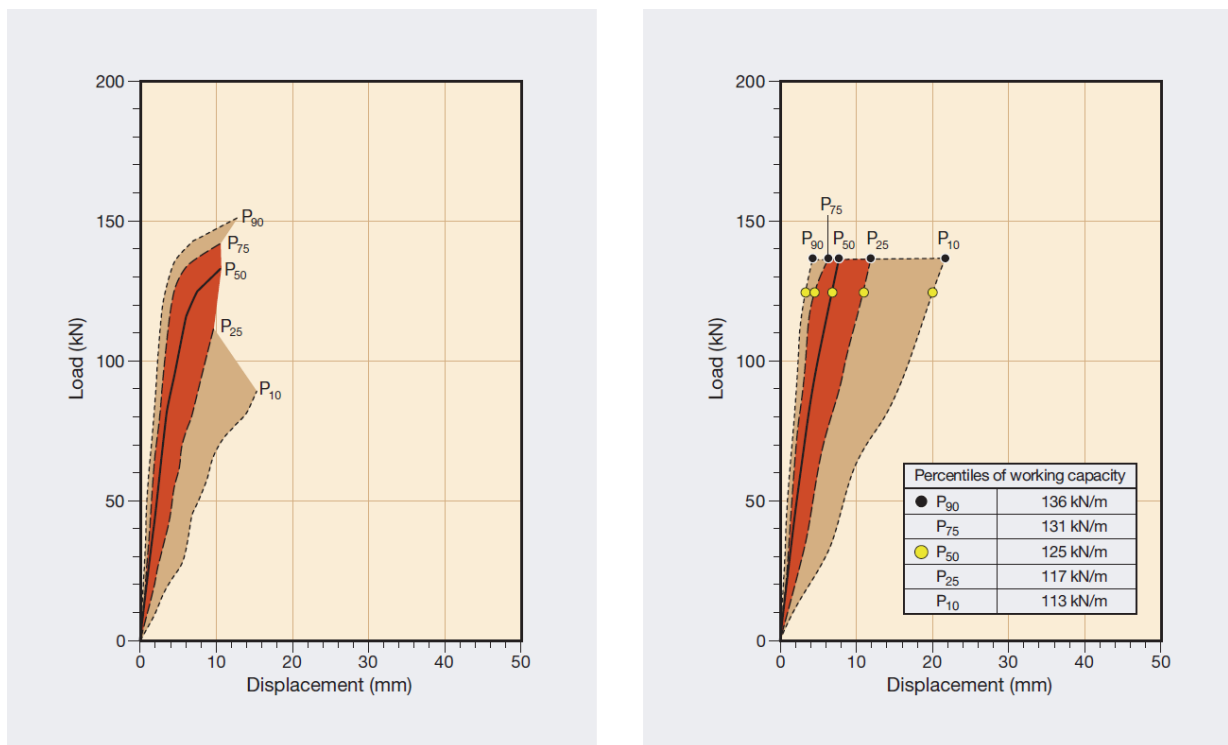 200
150
100
50
0
Load (kN)
P90
P75
P50
P25
P10
0 10 20 30 40 50
Displacement (mm)
200
150
100
50
0
Load (kN)
P75
P90 P50 P25 P10
Percentiles of working capacity
P90 136 kN/m
P75 131 kN/m
P50 125 kN/m
P25 117 kN/m
P10 113 kN/m
0 10 20 30 40 50
Displacement (mm)